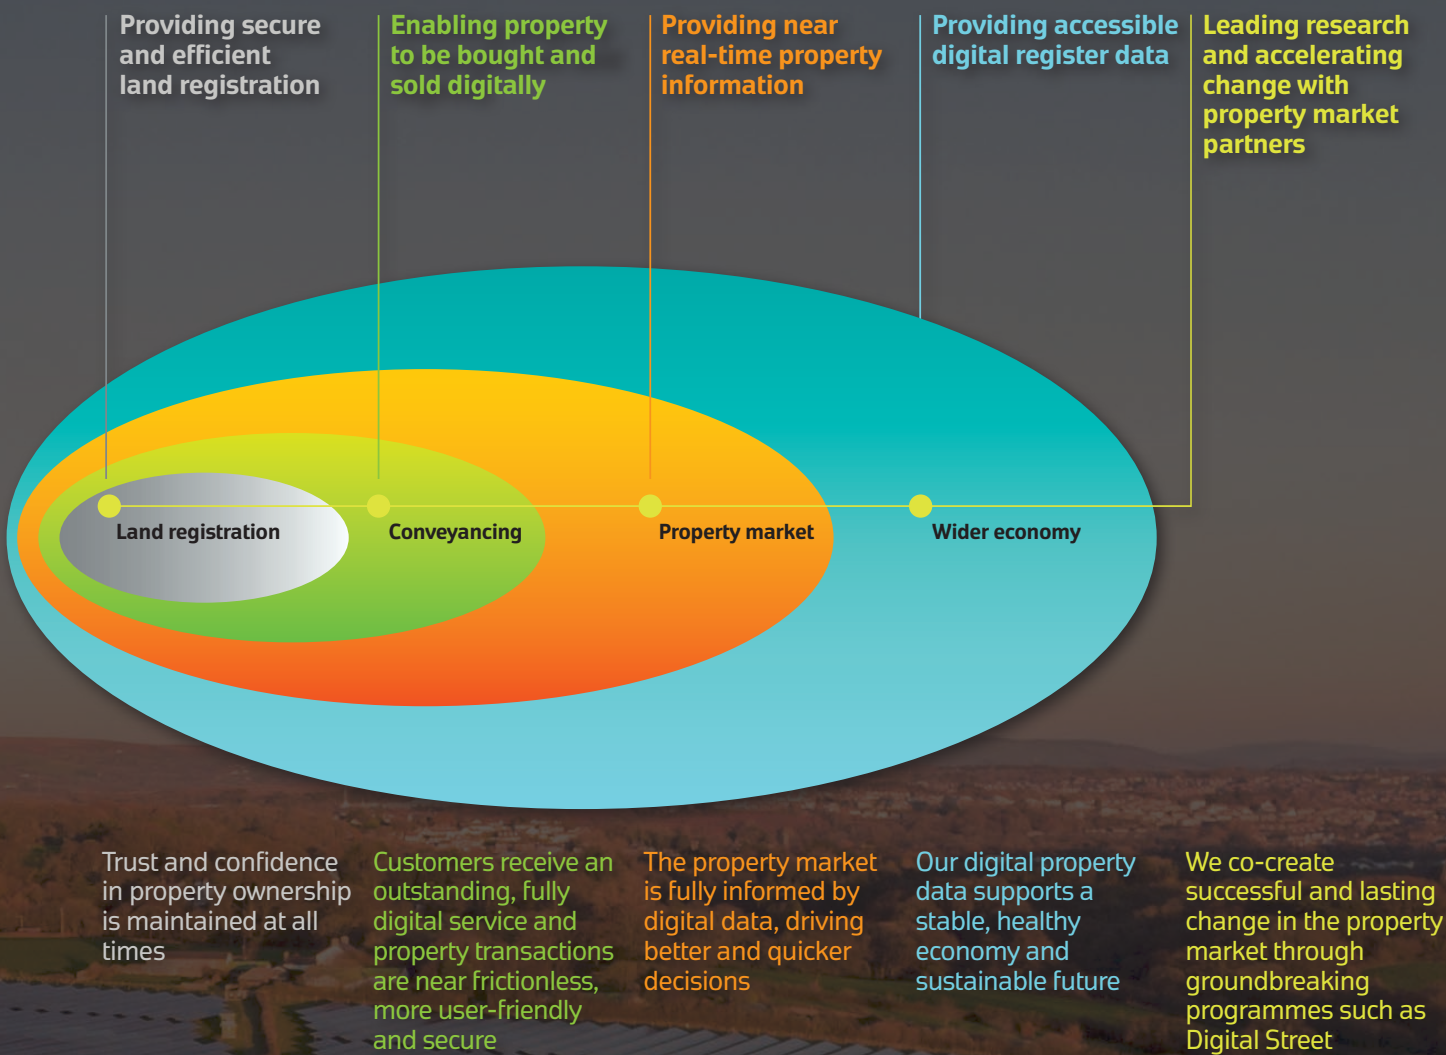 Providing secure
and efficient
land registration
Enabling property
to be bought and
sold digitally
Providing near
real-time property
information
Providing accessible
digital register data
Leading research
and accelerating
change with
property market
partners
Land registration
Conveyancing
Property market
Wider economy
Trust and confidence
in property ownership
is maintained at all
times
Customers receive an
outstanding, fully
digital service and
property transactions
are near frictionless,
more user-friendly
and secure
The property market
is fully informed by
digital data, driving
better and quicker
decisions
Our digital property
data supports a
stable, healthy
economy and
sustainable future
We co-create
successful and lasting
change in the property
market through
groundbreaking
programmes such as
Digital Street